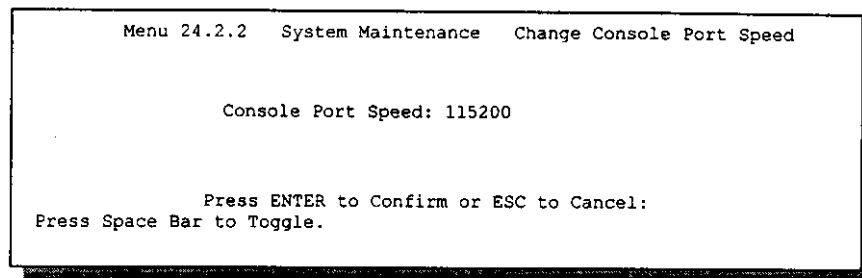 Menu 24.2.2 System Maintenance Change Console Port Speed
Console Port Speed: 115200
Press ENTER to Confirm or ESC to Cancel:
Press Space Bar to Toggle.